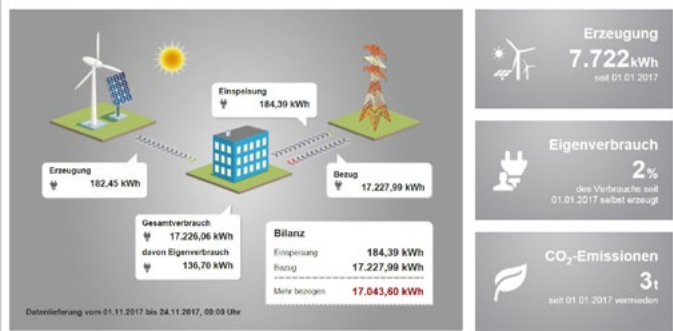 Einspeisung
184,39 kWh
Erzeugung
182,45 kWh
Bezug
17.227,99 kWh
Gesamtverbrauch
17.226,06 kWh
davon Eigenverbrauch
136,70 kWh
Bilanz
Einspeisung 184,39 kWh
Bezug 17.227,99 kWh
Mehr bezogen 17.043,60 kWh
Datenlieferung vom 01.11.2017 bis 24.11.2017, 00:00 Uhr
Erzeugung
7.722 kWh
seit 01.01.2017
Eigenverbrauch
2%
des Verbrauchs seit
01.01.2017 selbst erzeugt
CO₂-Emissionen
3t
seit 01.01.2017 vermieden